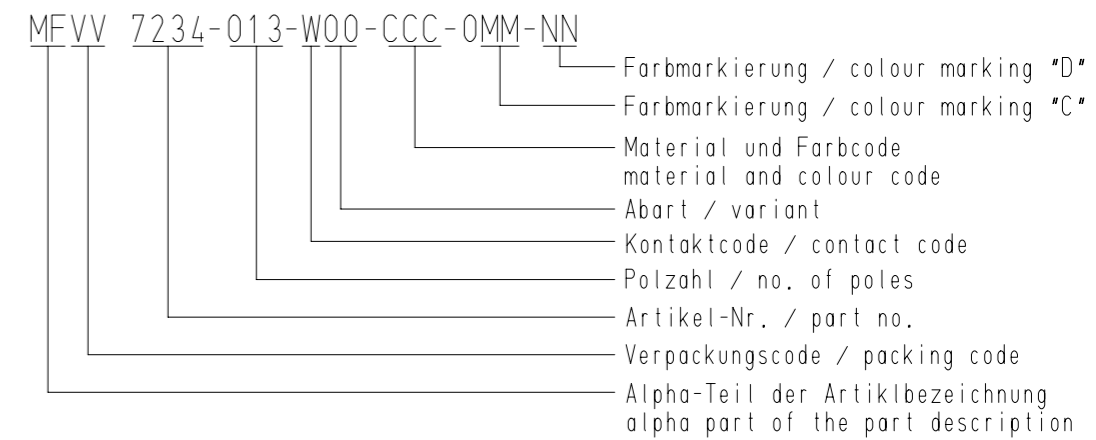 MFVV 7234-013-W00-CCC-0MM-NN
Farbmarkierung / colour marking "D"
Farbmarkierung / colour marking "C"
Material und Farbcode
material and colour code
Abart / variant
Kontaktcode / contact code
Polzahl / no. of poles
Artikel-Nr. / part no.
Verpackungscode / packing code
Alpha-Teil der Artiklbezeichnung
alpha part of the part description